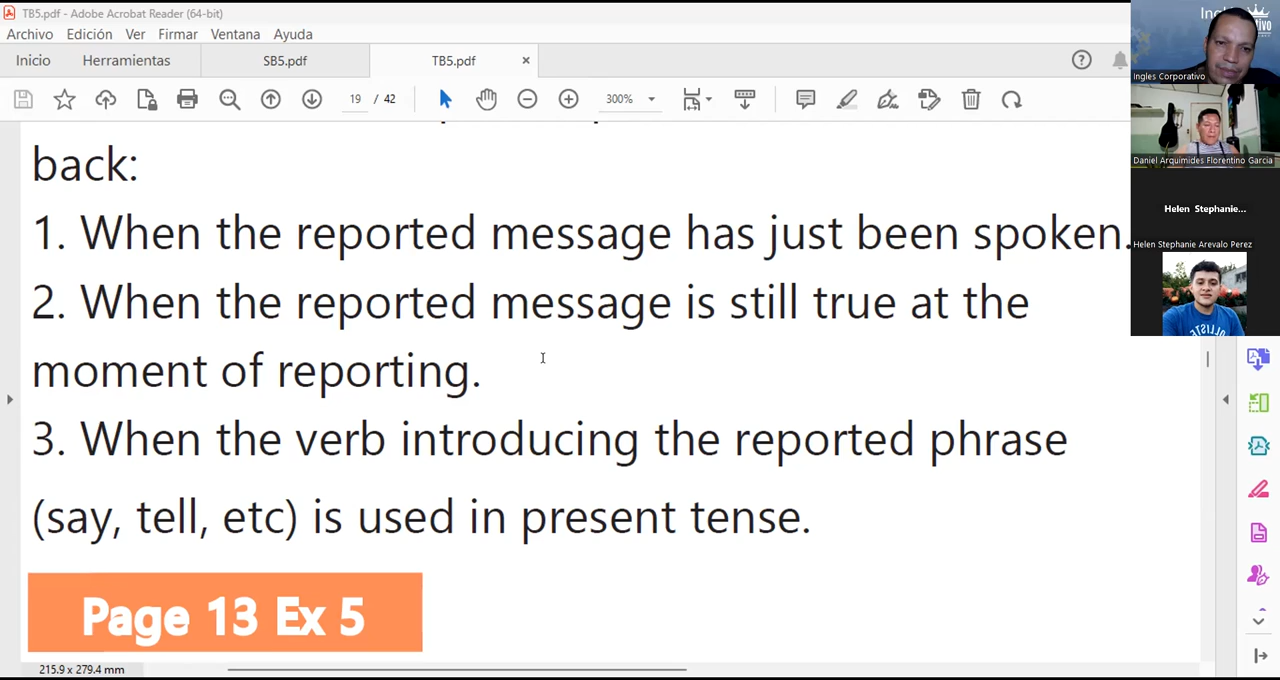 TB5.pdf - Adobe Acrobat Reader (64-bit)
Archivo Edición Ver Firmar Ventana Ayuda
Inicio Herramientas SB5.pdf TB5.pdf
19 / 42 300%
back:
1. When the reported message has just been spoken.
2. When the reported message is still true at the
moment of reporting.
3. When the verb introducing the reported phrase
(say, tell, etc) is used in present tense.
Page 13 Ex 5
215.9 x 279.4 mm
Ingles Corporativo
Daniel Arquimides Florentino Garcia
Helen Stephanie...
Helen Stephanie Arevalo Perez